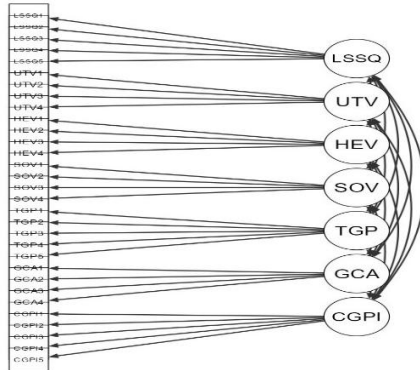 LSSQ1
LSSQ2
LSSQ3
LSSQ4
LSSQ5
UTV1
UTV2
UTV3
UTV4
HEV1
HEV2
HEV3
HEV4
SOV1
SOV2
SOV3
SOV4
TGP1
TGP2
TGP3
TGP4
TGP5
GCA1
GCA2
GCA3
GCA4
CGPI1
CGPI2
CGPI3
CGPI4
CGPI5
LSSQ
UTV
HEV
SOV
TGP
GCA
CGPI